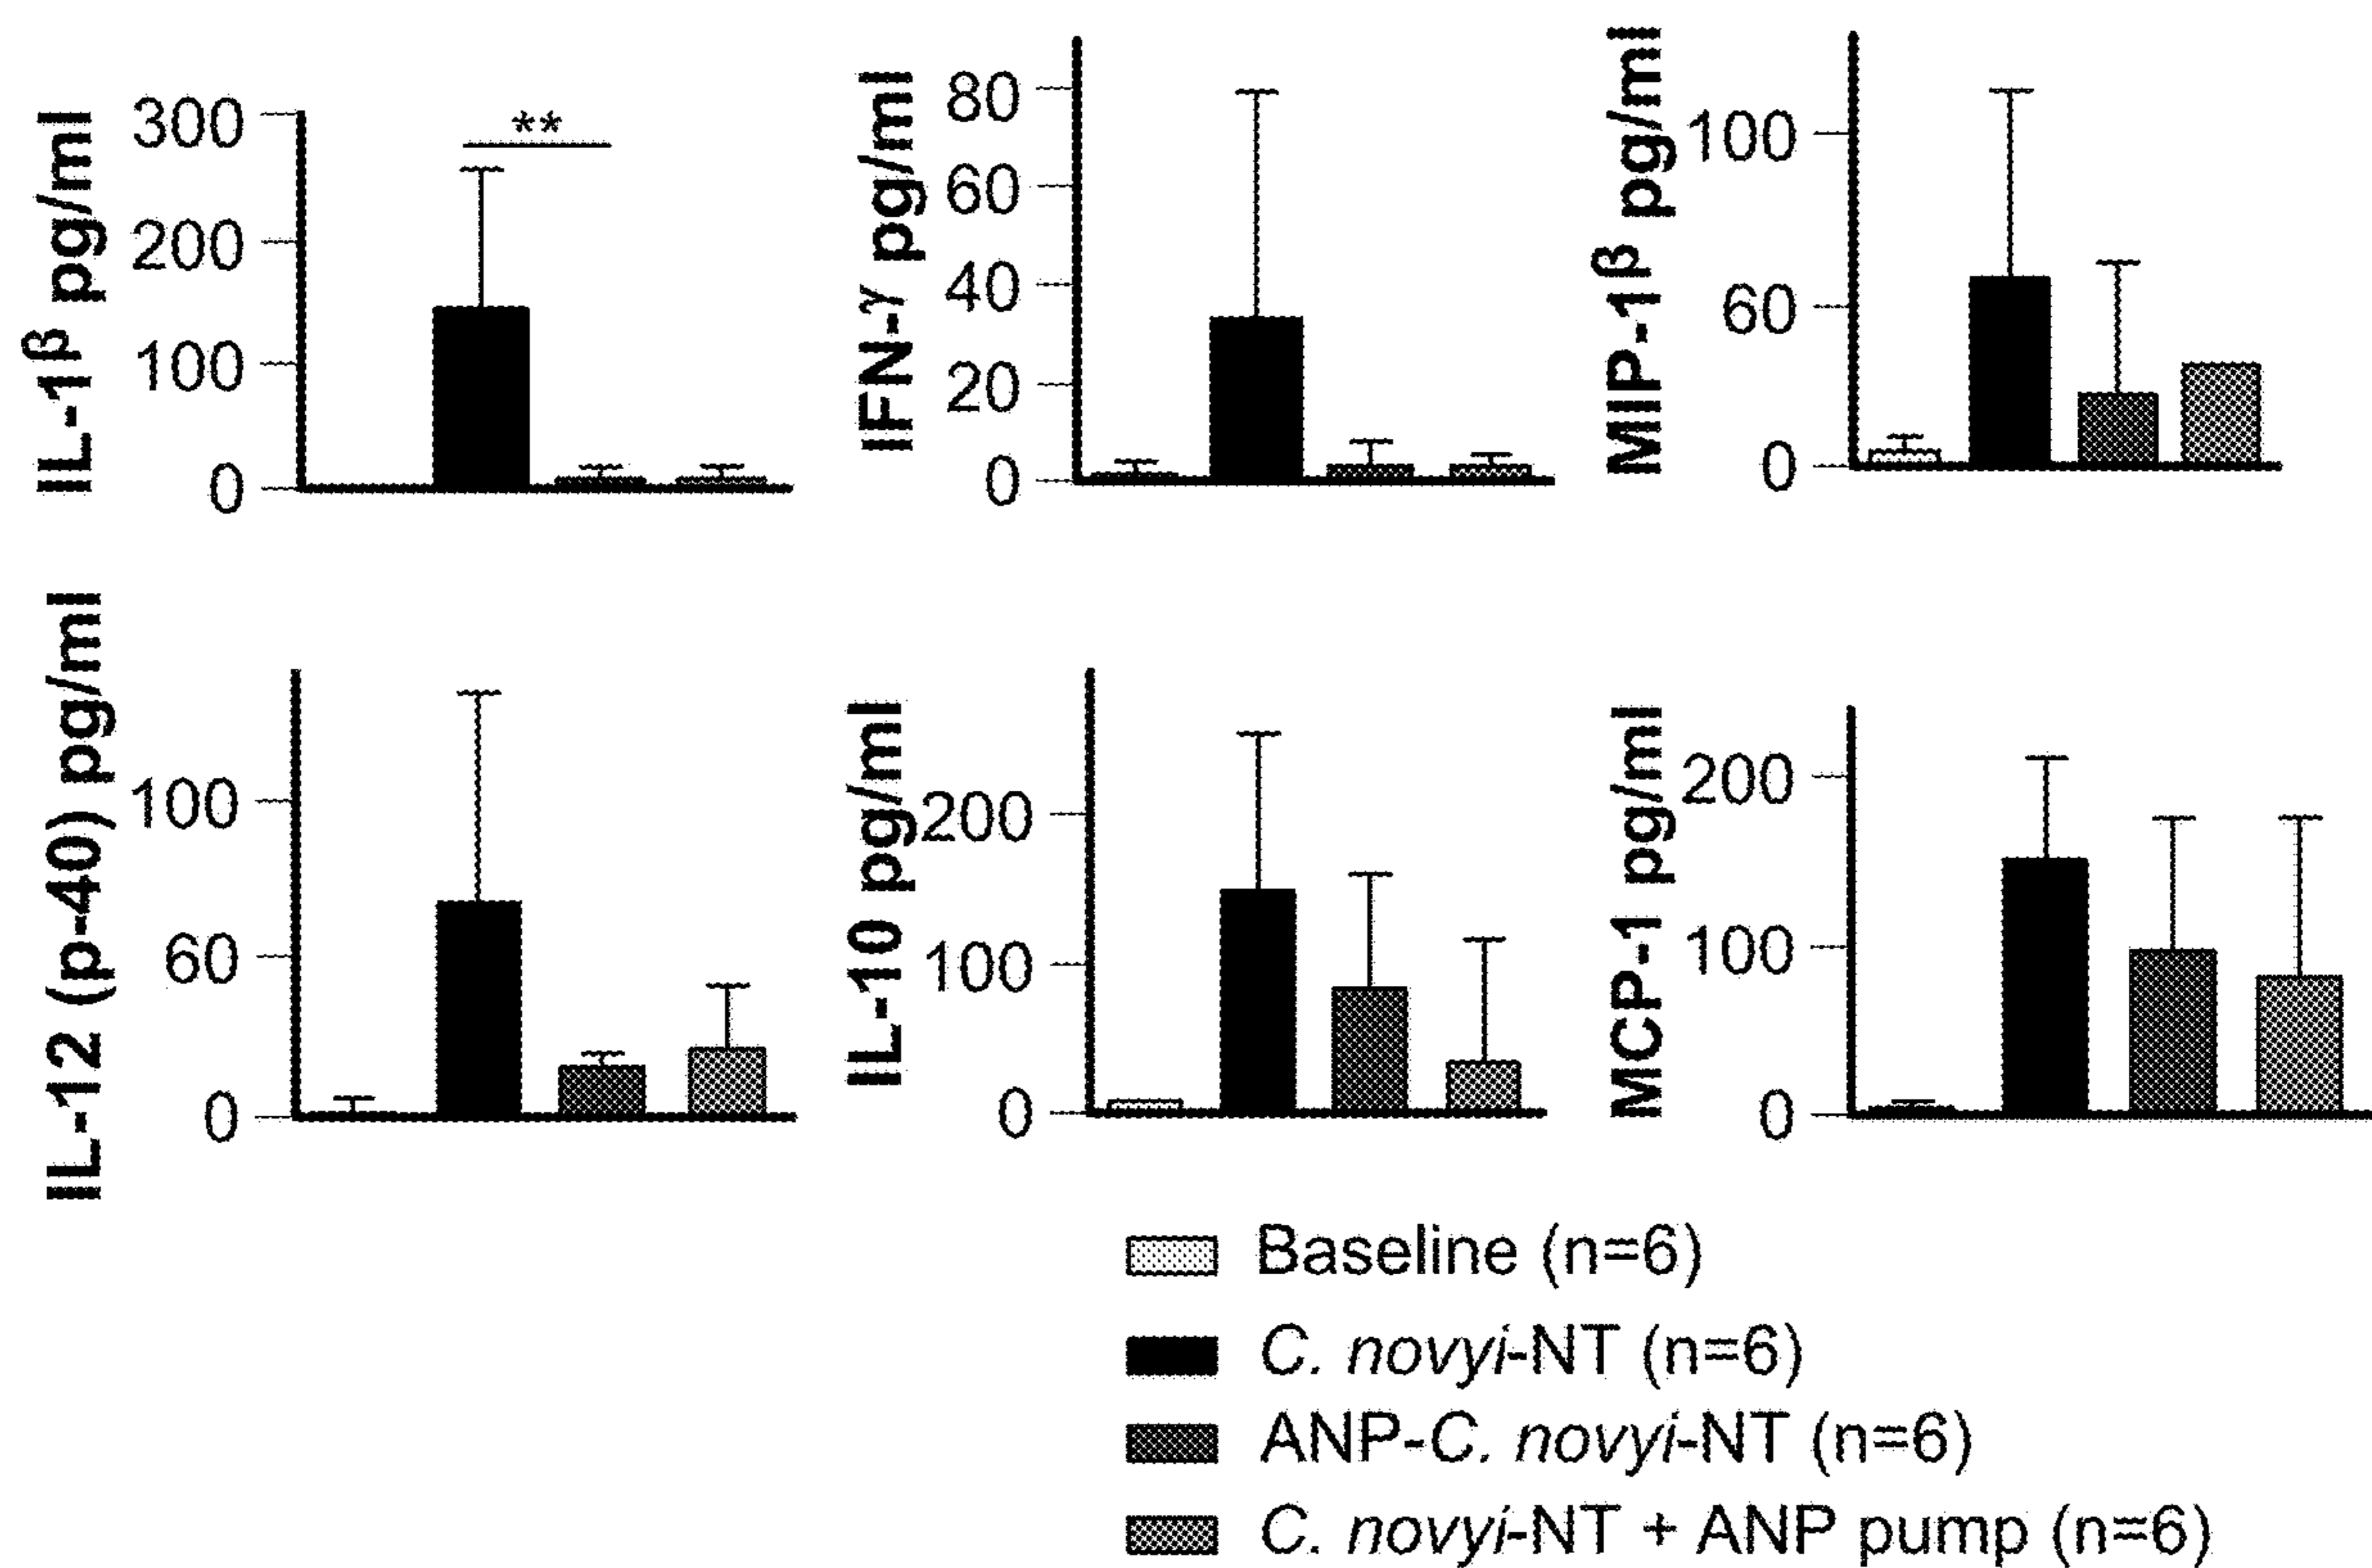 IL-1β pg/ml
300
200
100
0
**
IFN-γ pg/ml
80
60
40
20
0
MIP-1β pg/ml
100
60
0
IL-12 (p-40) pg/ml
100
60
0
IL-10 pg/ml
200
100
0
MCP-1 pg/ml
200
100
0
Baseline (n=6)
C. novyi-NT (n=6)
ANP-C. novyi-NT (n=6)
C. novyi-NT + ANP pump (n=6)